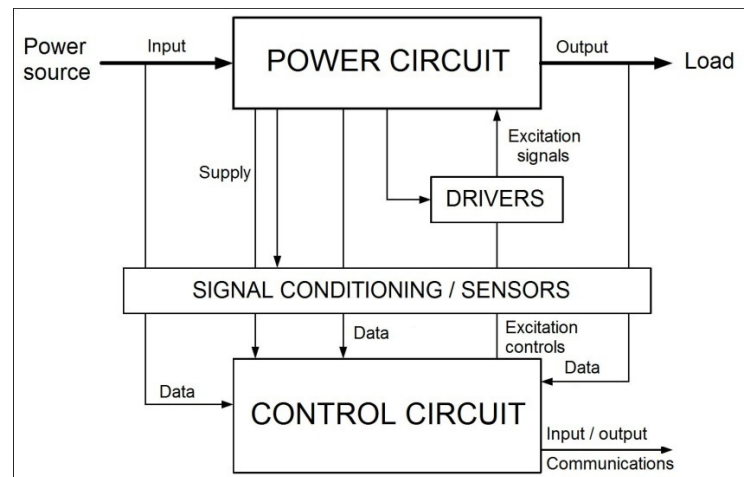 Power
source
Input
POWER CIRCUIT
Output
Load
Supply
Excitation
signals
DRIVERS
SIGNAL CONDITIONING / SENSORS
Data
Excitation
controls
Data
Data
CONTROL CIRCUIT
Input / output
Communications